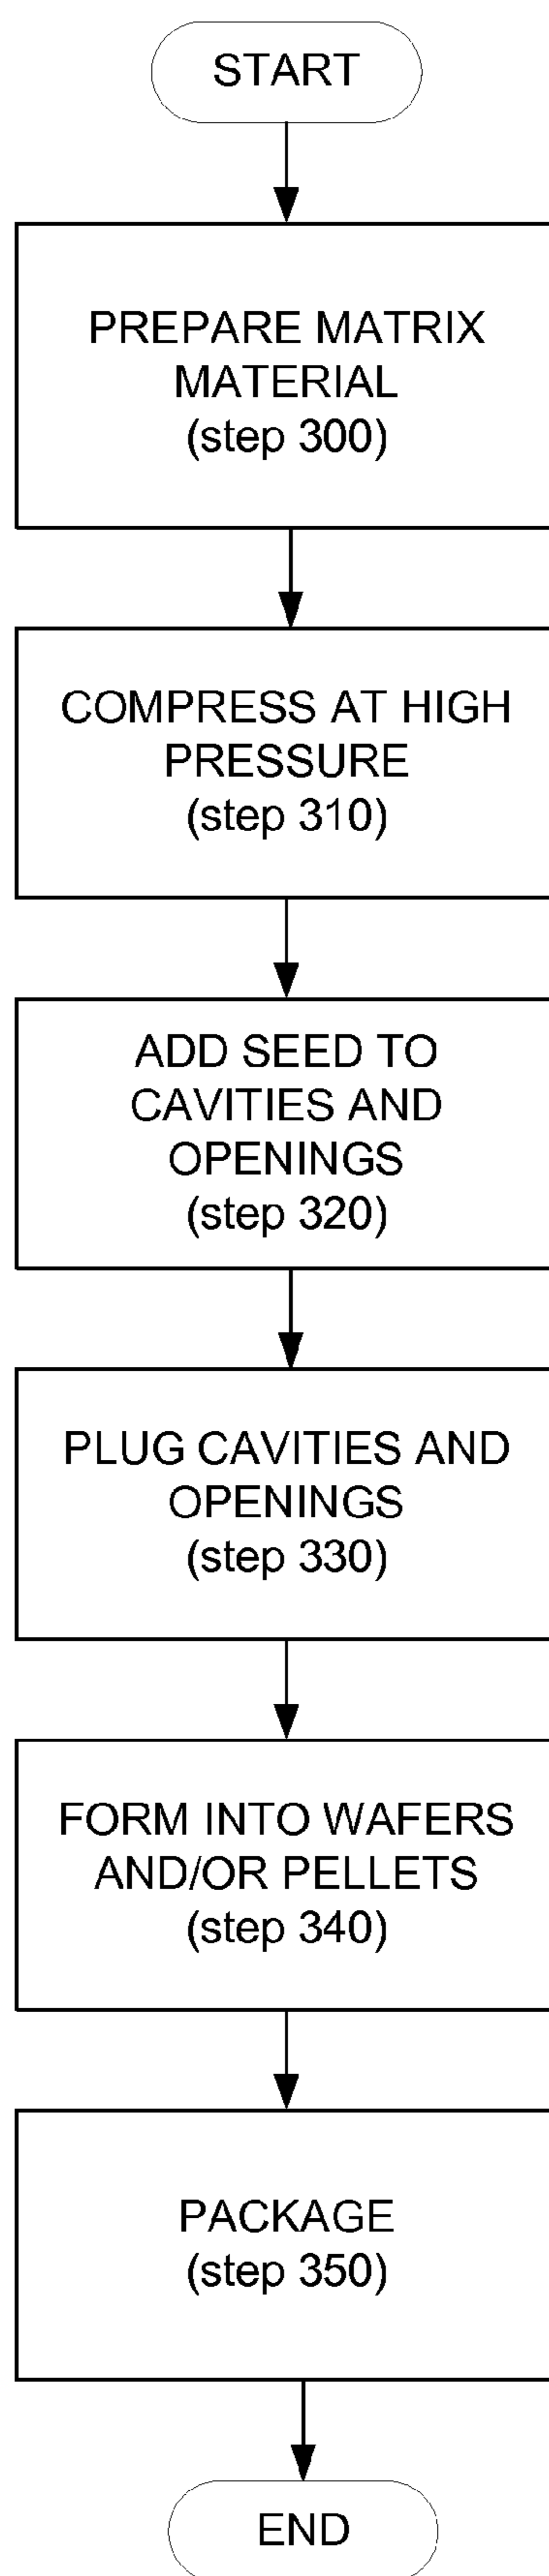 START
PREPARE MATRIX
MATERIAL
(step 300)
COMPRESS AT HIGH
PRESSURE
(step 310)
ADD SEED TO
CAVITIES AND
OPENINGS
(step 320)
PLUG CAVITIES AND
OPENINGS
(step 330)
FORM INTO WAFERS
AND/OR PELLETS
(step 340)
PACKAGE
(step 350)
END